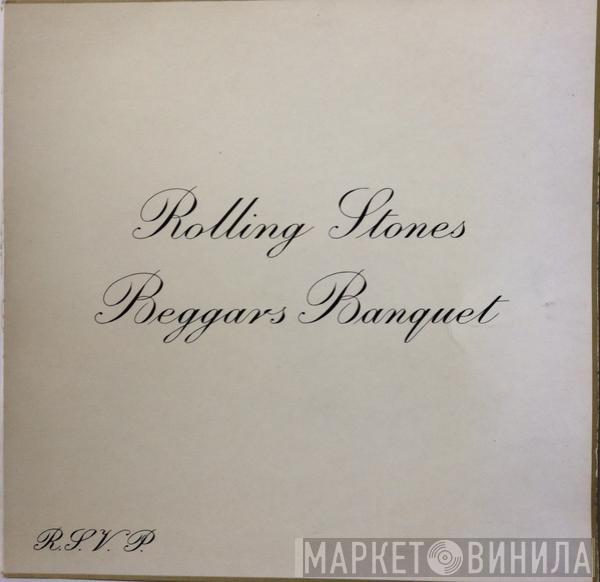 Rolling Stones
Beggars Banquet
R.S.V.P.
МАРКЕТ ВИНИЛА